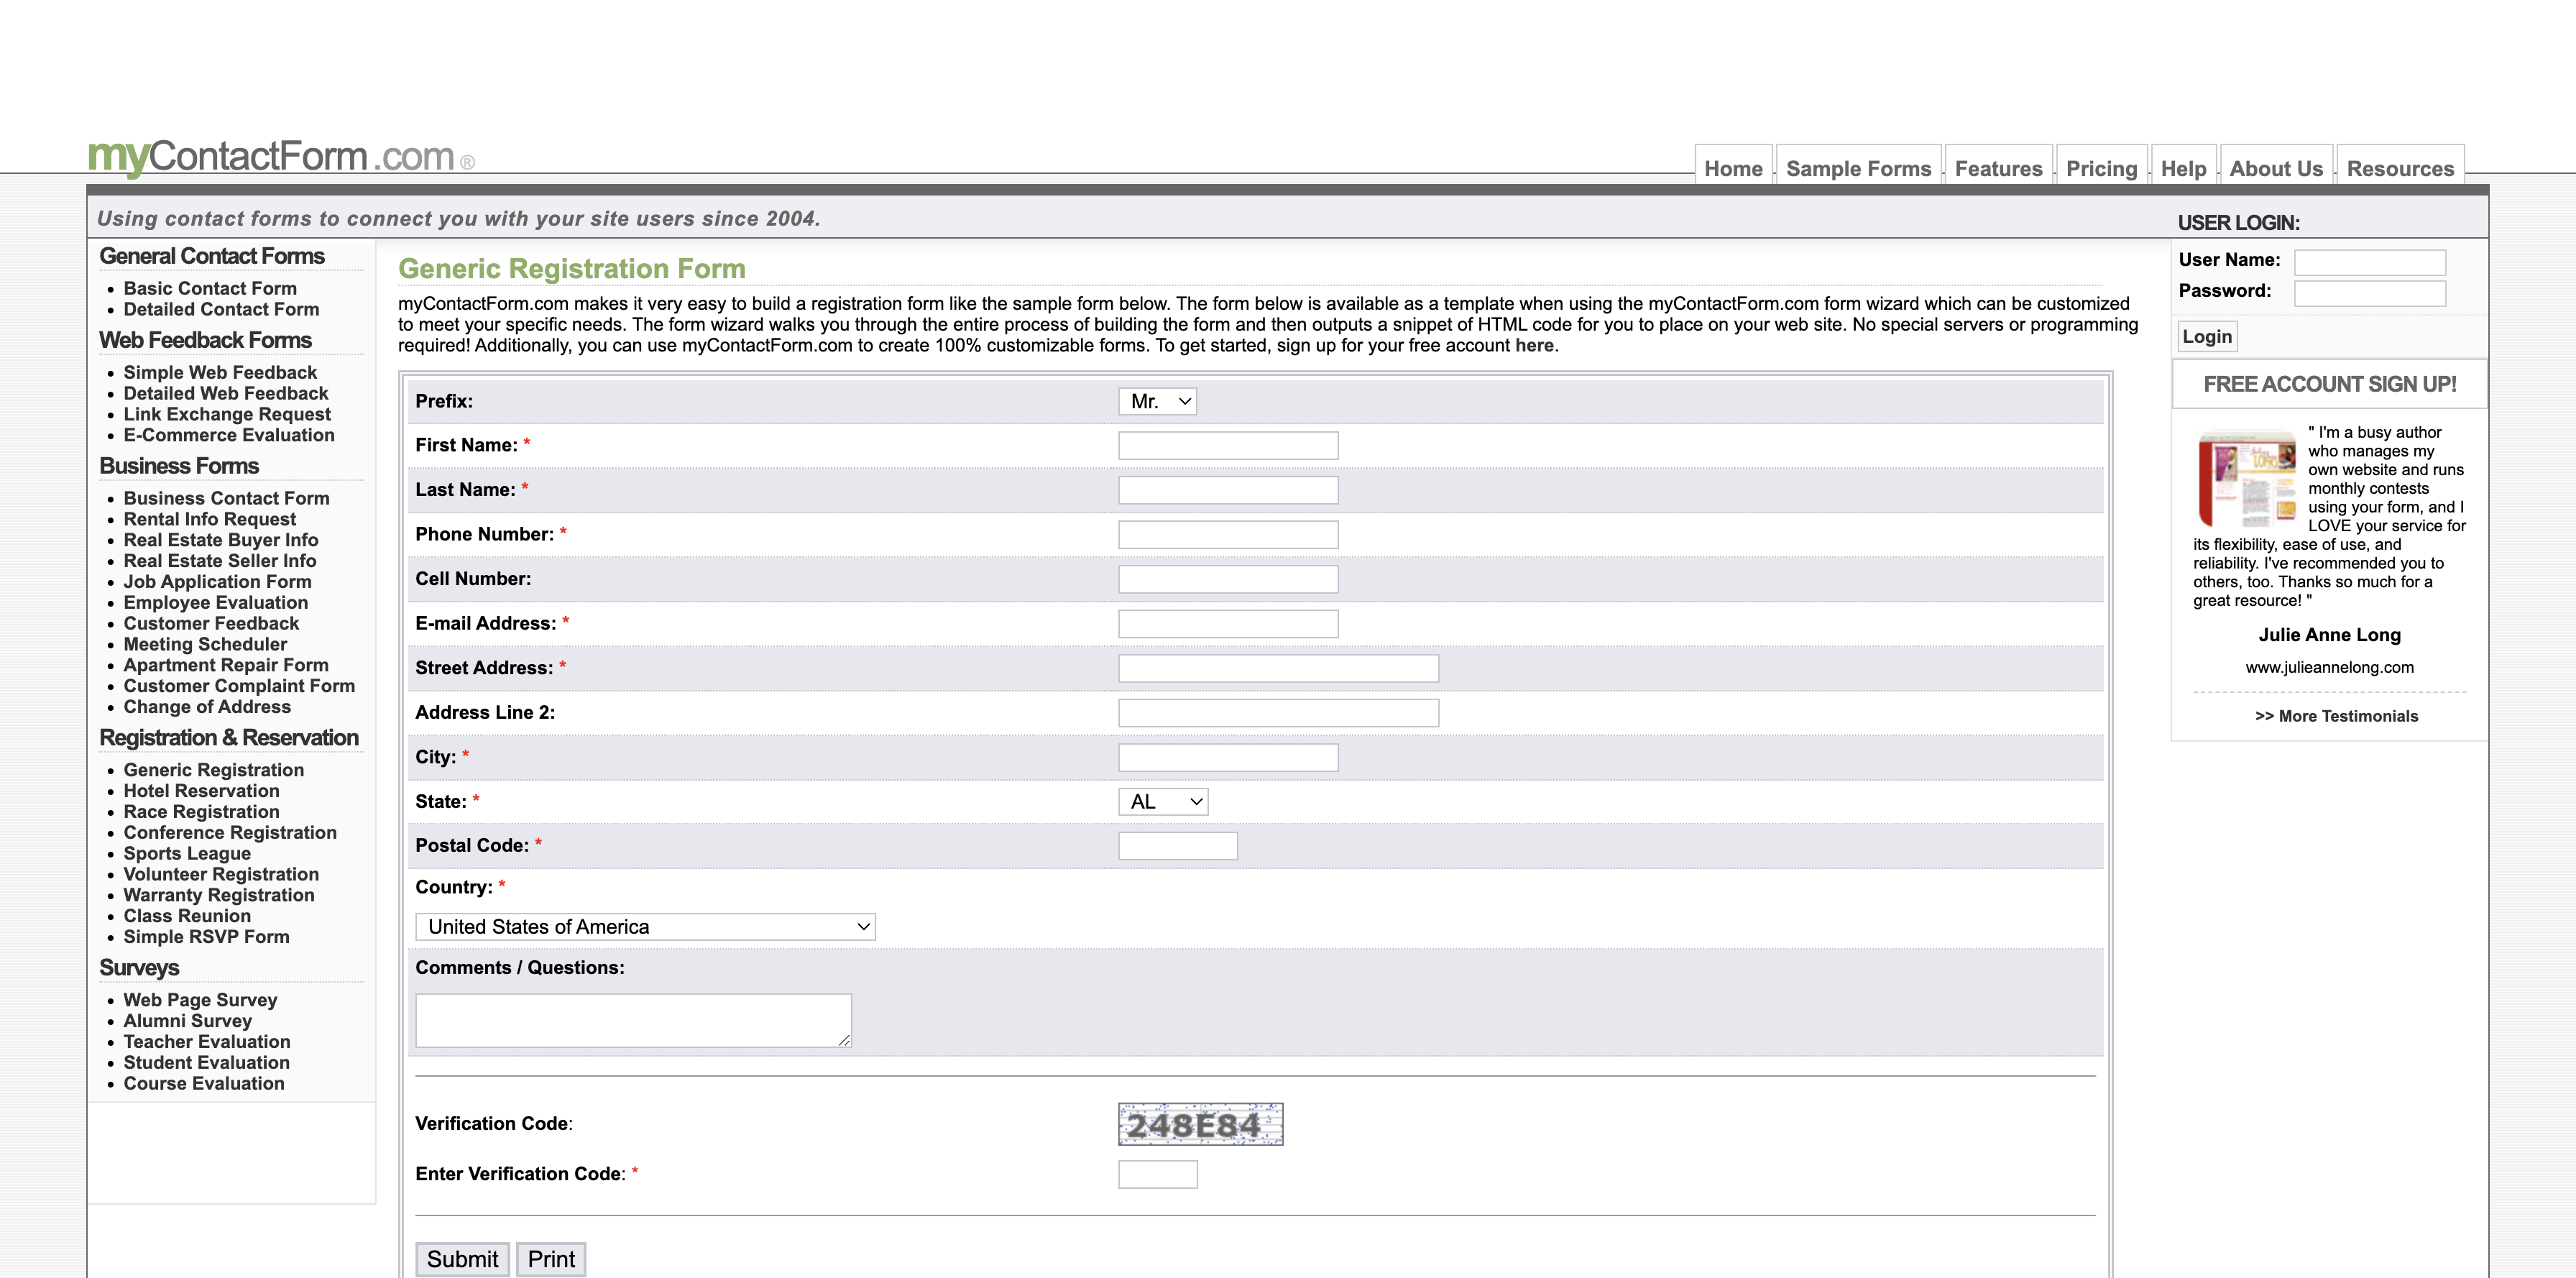 myContactForm.com®
Home
Sample Forms
Features
Pricing
Help
About Us
Resources
Using contact forms to connect you with your site users since 2004.
USER LOGIN:
General Contact Forms
Basic Contact Form
Detailed Contact Form
Web Feedback Forms
Simple Web Feedback
Detailed Web Feedback
Link Exchange Request
E-Commerce Evaluation
Business Forms
Business Contact Form
Rental Info Request
Real Estate Buyer Info
Real Estate Seller Info
Job Application Form
Employee Evaluation
Customer Feedback
Meeting Scheduler
Apartment Repair Form
Customer Complaint Form
Change of Address
Registration & Reservation
Generic Registration
Hotel Reservation
Race Registration
Conference Registration
Sports League
Volunteer Registration
Warranty Registration
Class Reunion
Simple RSVP Form
Surveys
Web Page Survey
Alumni Survey
Teacher Evaluation
Student Evaluation
Course Evaluation
Generic Registration Form
myContactForm.com makes it very easy to build a registration form like the sample form below. The form below is available as a template when using the myContactForm.com form wizard which can be customized
to meet your specific needs. The form wizard walks you through the entire process of building the form and then outputs a snippet of HTML code for you to place on your web site. No special servers or programming
required! Additionally, you can use myContactForm.com to create 100% customizable forms. To get started, sign up for your free account here.
Prefix: Mr.
First Name: *
Last Name: *
Phone Number: *
Cell Number:
E-mail Address: *
Street Address: *
Address Line 2:
City: *
State: * AL
Postal Code: *
Country: *
United States of America
Comments / Questions:
Verification Code: 248E84
Enter Verification Code: *
Submit
Print
User Name:
Password:
Login
FREE ACCOUNT SIGN UP!
" I'm a busy author
who manages my
own website and runs
monthly contests
using your form, and I
LOVE your service for
its flexibility, ease of use, and
reliability. I've recommended you to
others, too. Thanks so much for a
great resource! "
Julie Anne Long
www.julieannelong.com
>> More Testimonials